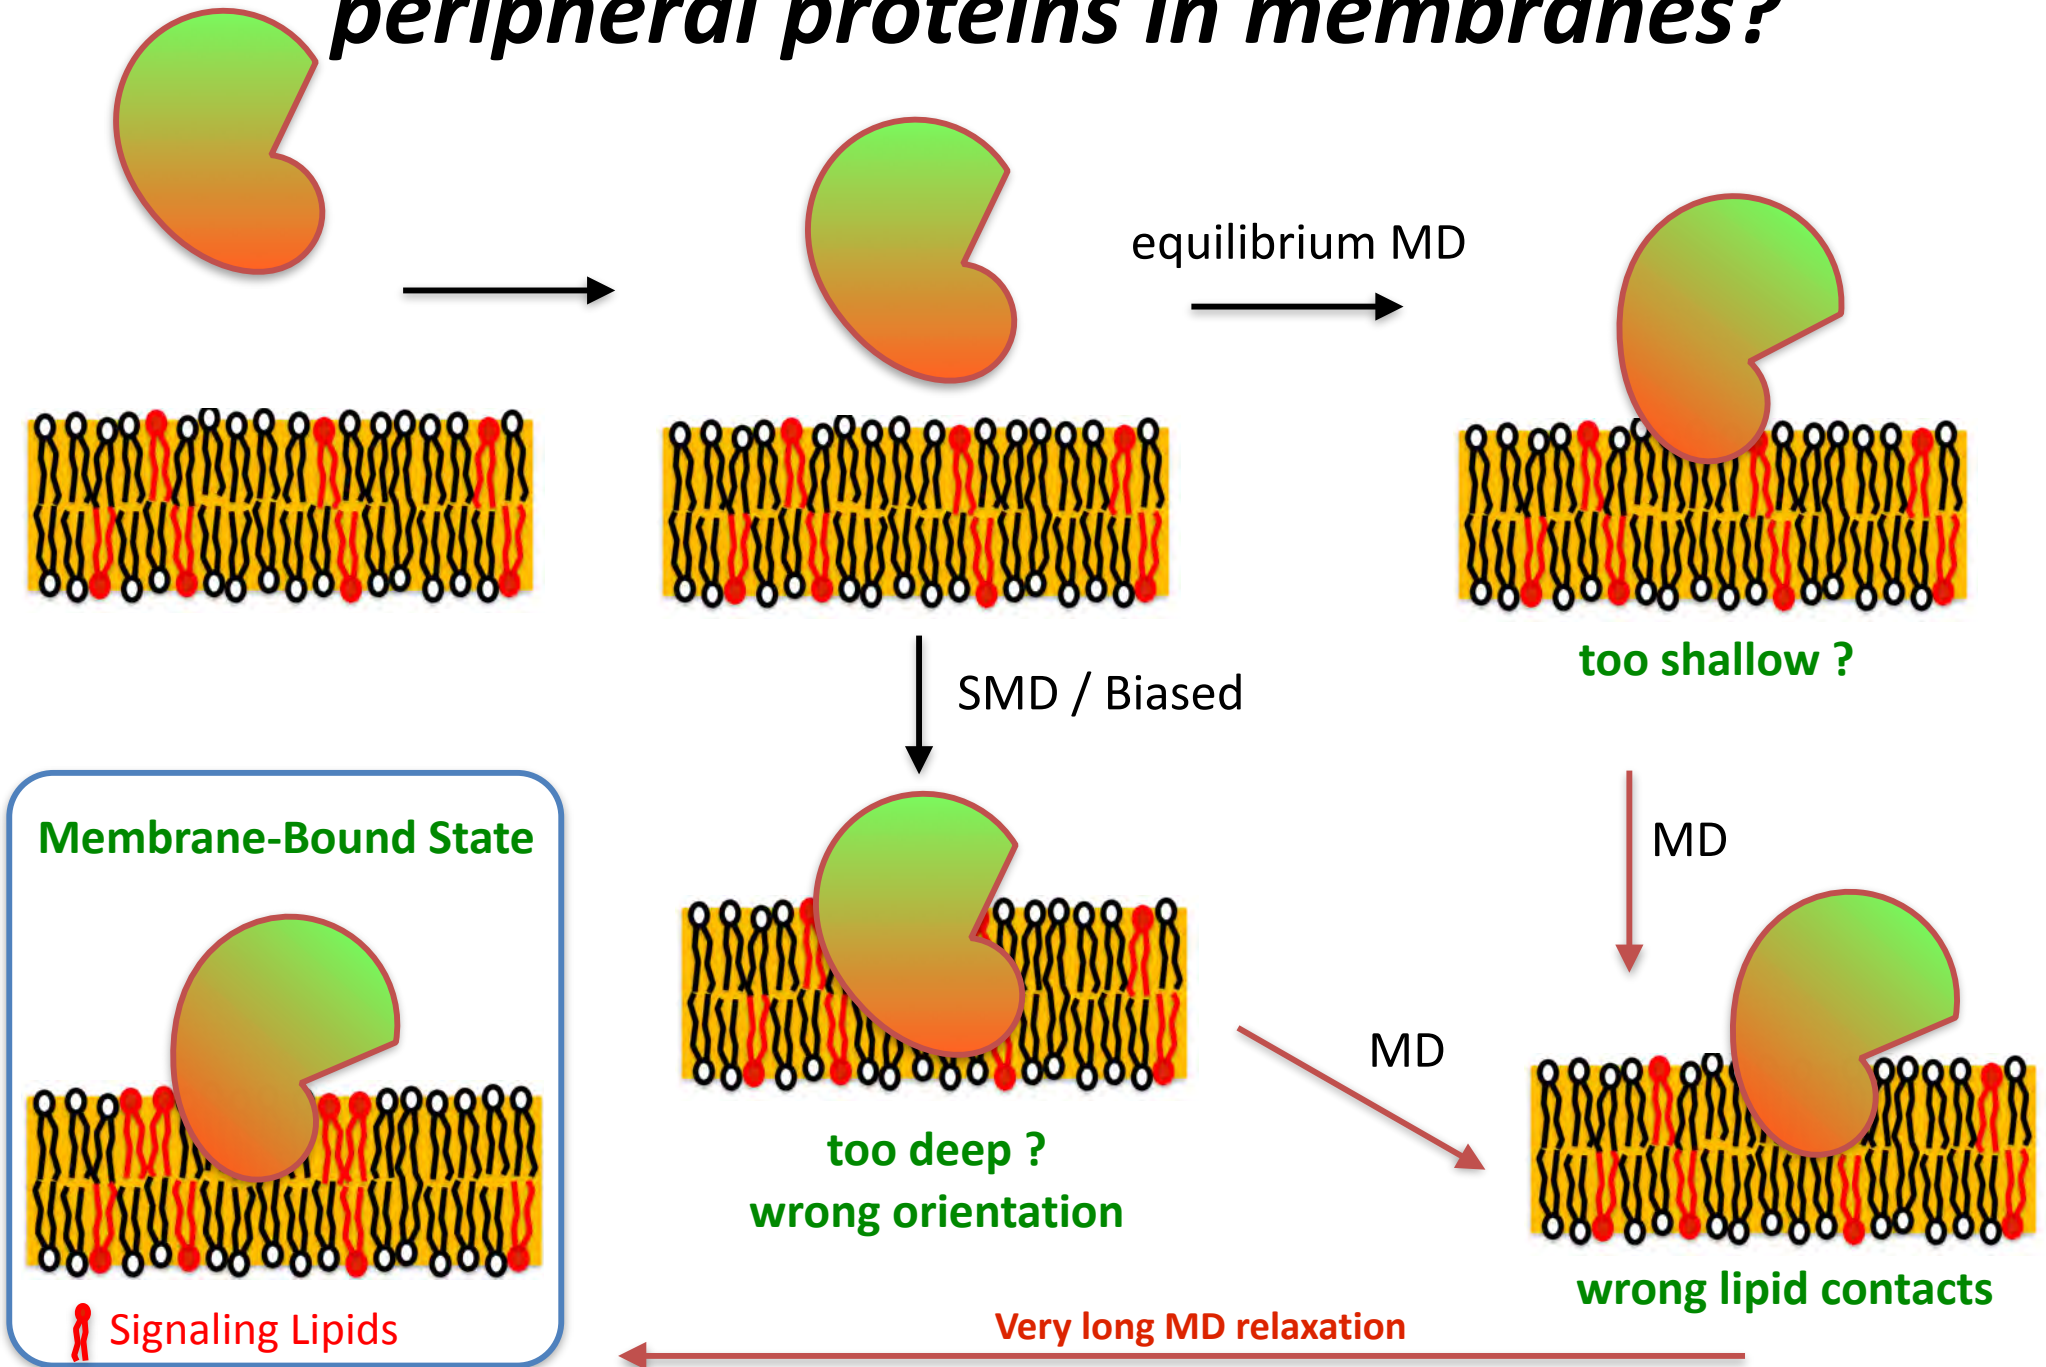 peripheral proteins in membranes?
equilibrium MD
too shallow ?
SMD / Biased
Membrane-Bound State
MD
MD
too deep ?
wrong orientation
wrong lipid contacts
Signaling Lipids
Very long MD relaxation